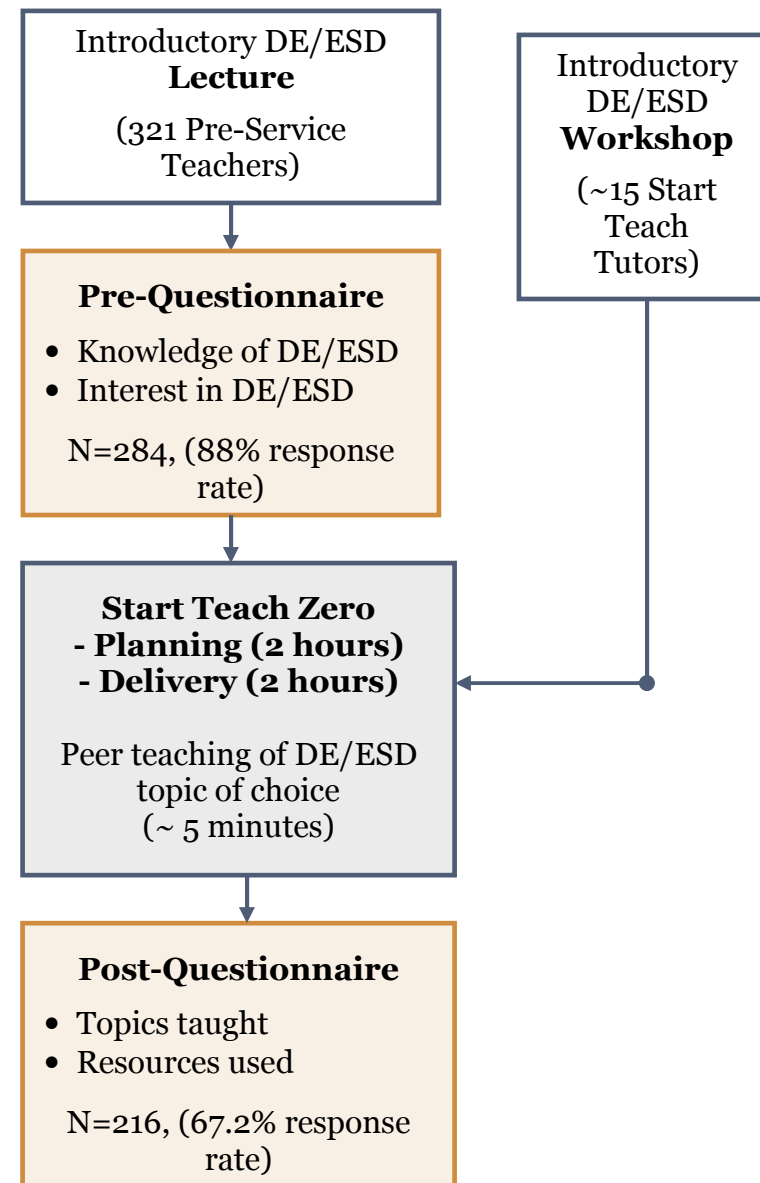 Introductory DE/ESD
Lecture
(321 Pre-Service
Teachers)
Introductory
DE/ESD
Workshop
(~15 Start
Teach
Tutors)
Pre-Questionnaire
• Knowledge of DE/ESD
• Interest in DE/ESD
N=284, (88% response
rate)
Start Teach Zero
- Planning (2 hours)
- Delivery (2 hours)
Peer teaching of DE/ESD
topic of choice
(~ 5 minutes)
Post-Questionnaire
• Topics taught
• Resources used
N=216, (67.2% response
rate)